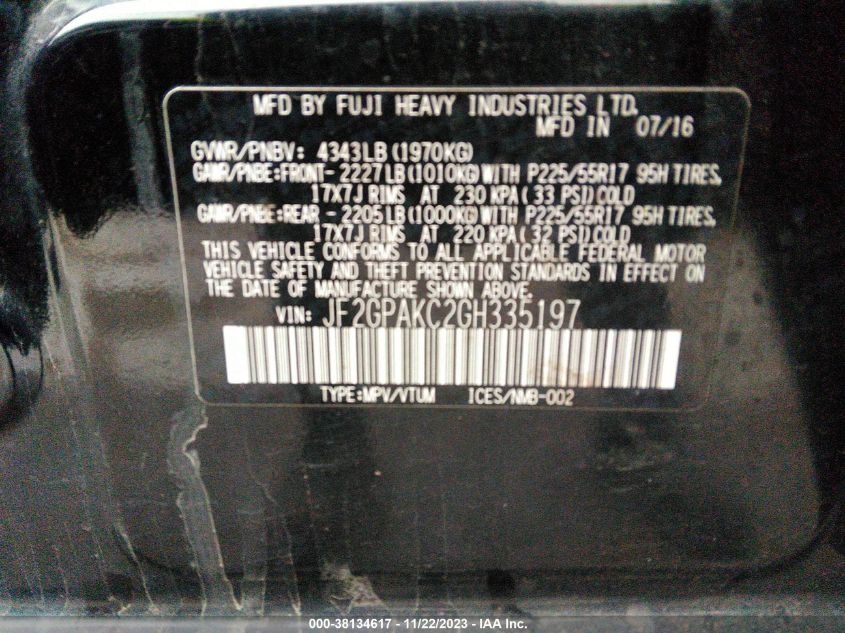 MFD BY FUJI HEAVY INDUSTRIES LTD.
MFD IN 07/16
GVWR/PNBV: 4343LB (1970KG)
GAWR/PNBE:FRONT-2227LB(1010KG)WITH P225/55R17 95H TIRES,
17X7J RIMS AT 230 KPA(33 PSI)COLD
GAWR/PNBE:REAR -2205LB(1000KG)WITH P225/55R17 95H TIRES,
17X7J RIMS AT 220 KPA(32 PSI)COLD
THIS VEHICLE CONFORMS TO ALL APPLICABLE FEDERAL MOTOR
VEHICLE SAFETY AND THEFT PREVENTION STANDARDS IN EFFECT ON
THE DATE OF MANUFACTURE SHOWN ABOVE.
VIN: JF2GPAKC2GH335197
TYPE:MPV/VTUM ICES/NMB-002
000-38134617 - 11/22/2023 - IAA Inc.